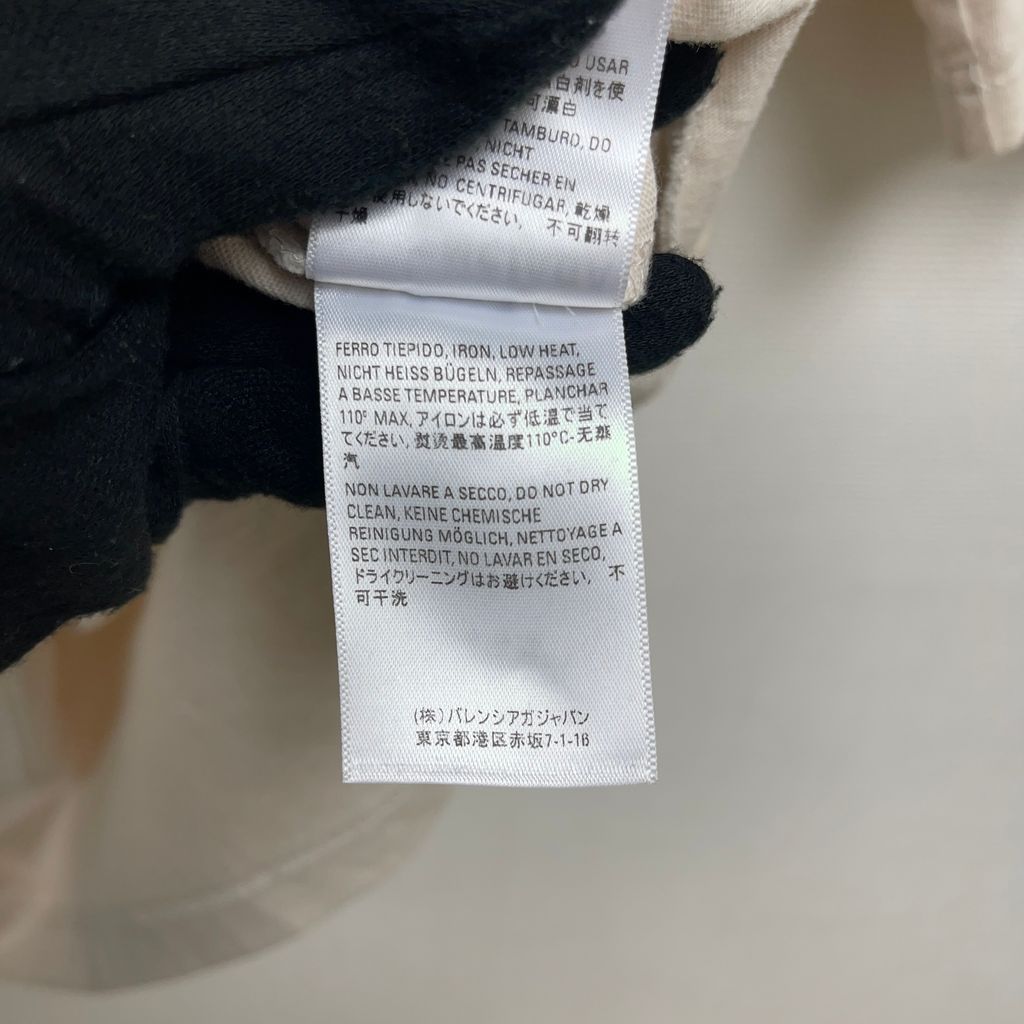 USAR
白剤を使
可漂白
TAMBURO, DO
NICHT
PAS SECHER EN
NO CENTRIFUGAR, 乾燥
使用しないでください, 不可翻转
干燥
FERRO TIEPIDO, IRON, LOW HEAT,
NICHT HEISS BÜGELN, REPASSAGE
A BASSE TEMPERATURE, PLANCHAR
110° MAX, アイロンは必ず低温で当て
てください, 熨烫最高温度110°C-无蒸
汽
NON LAVARE A SECCO, DO NOT DRY
CLEAN, KEINE CHEMISCHE
REINIGUNG MÖGLICH, NETTOYAGE A
SEC INTERDIT, NO LAVAR EN SECO,
ドライクリーニングはお避けください, 不
可干洗
(株)バレンシアガジャパン
東京都港区赤坂7-1-16